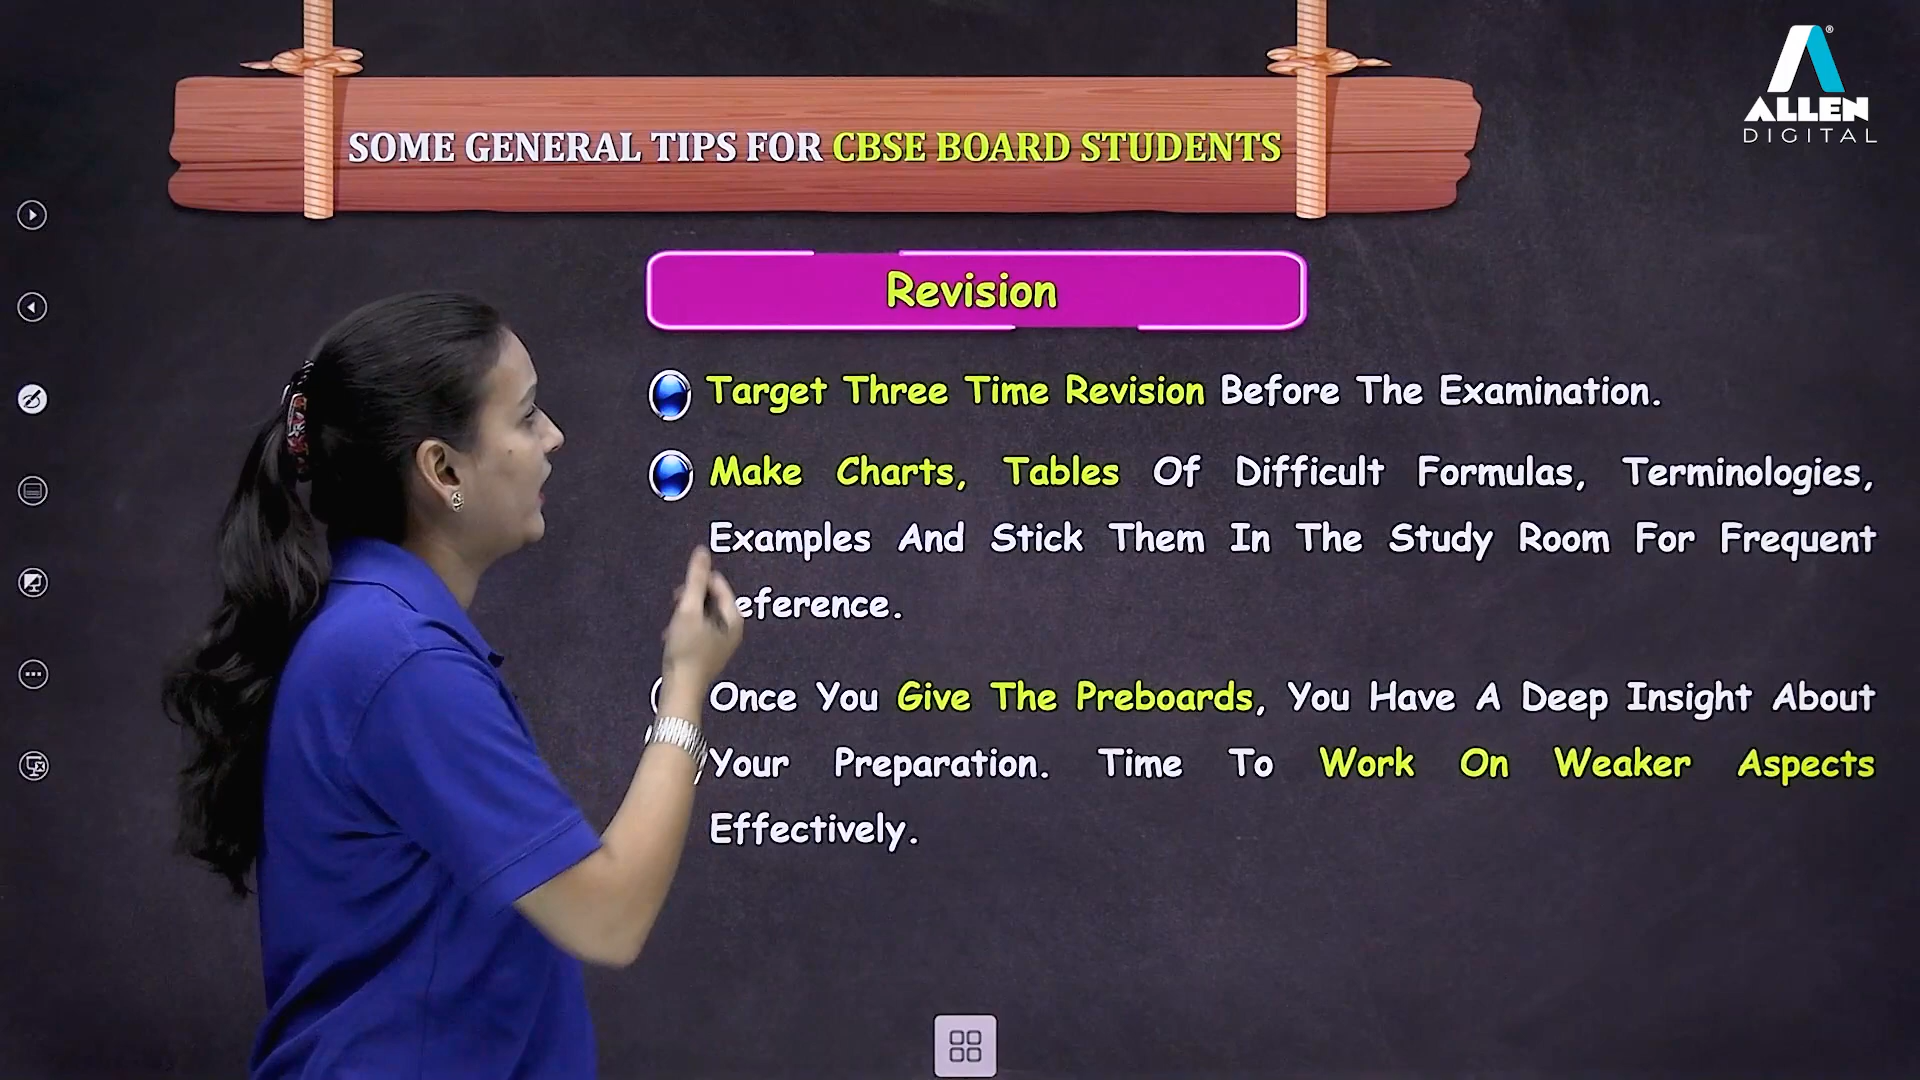 ALLEN
DIGITAL
SOME GENERAL TIPS FOR CBSE BOARD STUDENTS
Revision
Target Three Time Revision Before The Examination.
Make Charts, Tables Of Difficult Formulas, Terminologies,
Examples And Stick Them In The Study Room For Frequent
eference.
Once You Give The Preboards, You Have A Deep Insight About
Your Preparation. Time To Work On Weaker Aspects
Effectively.